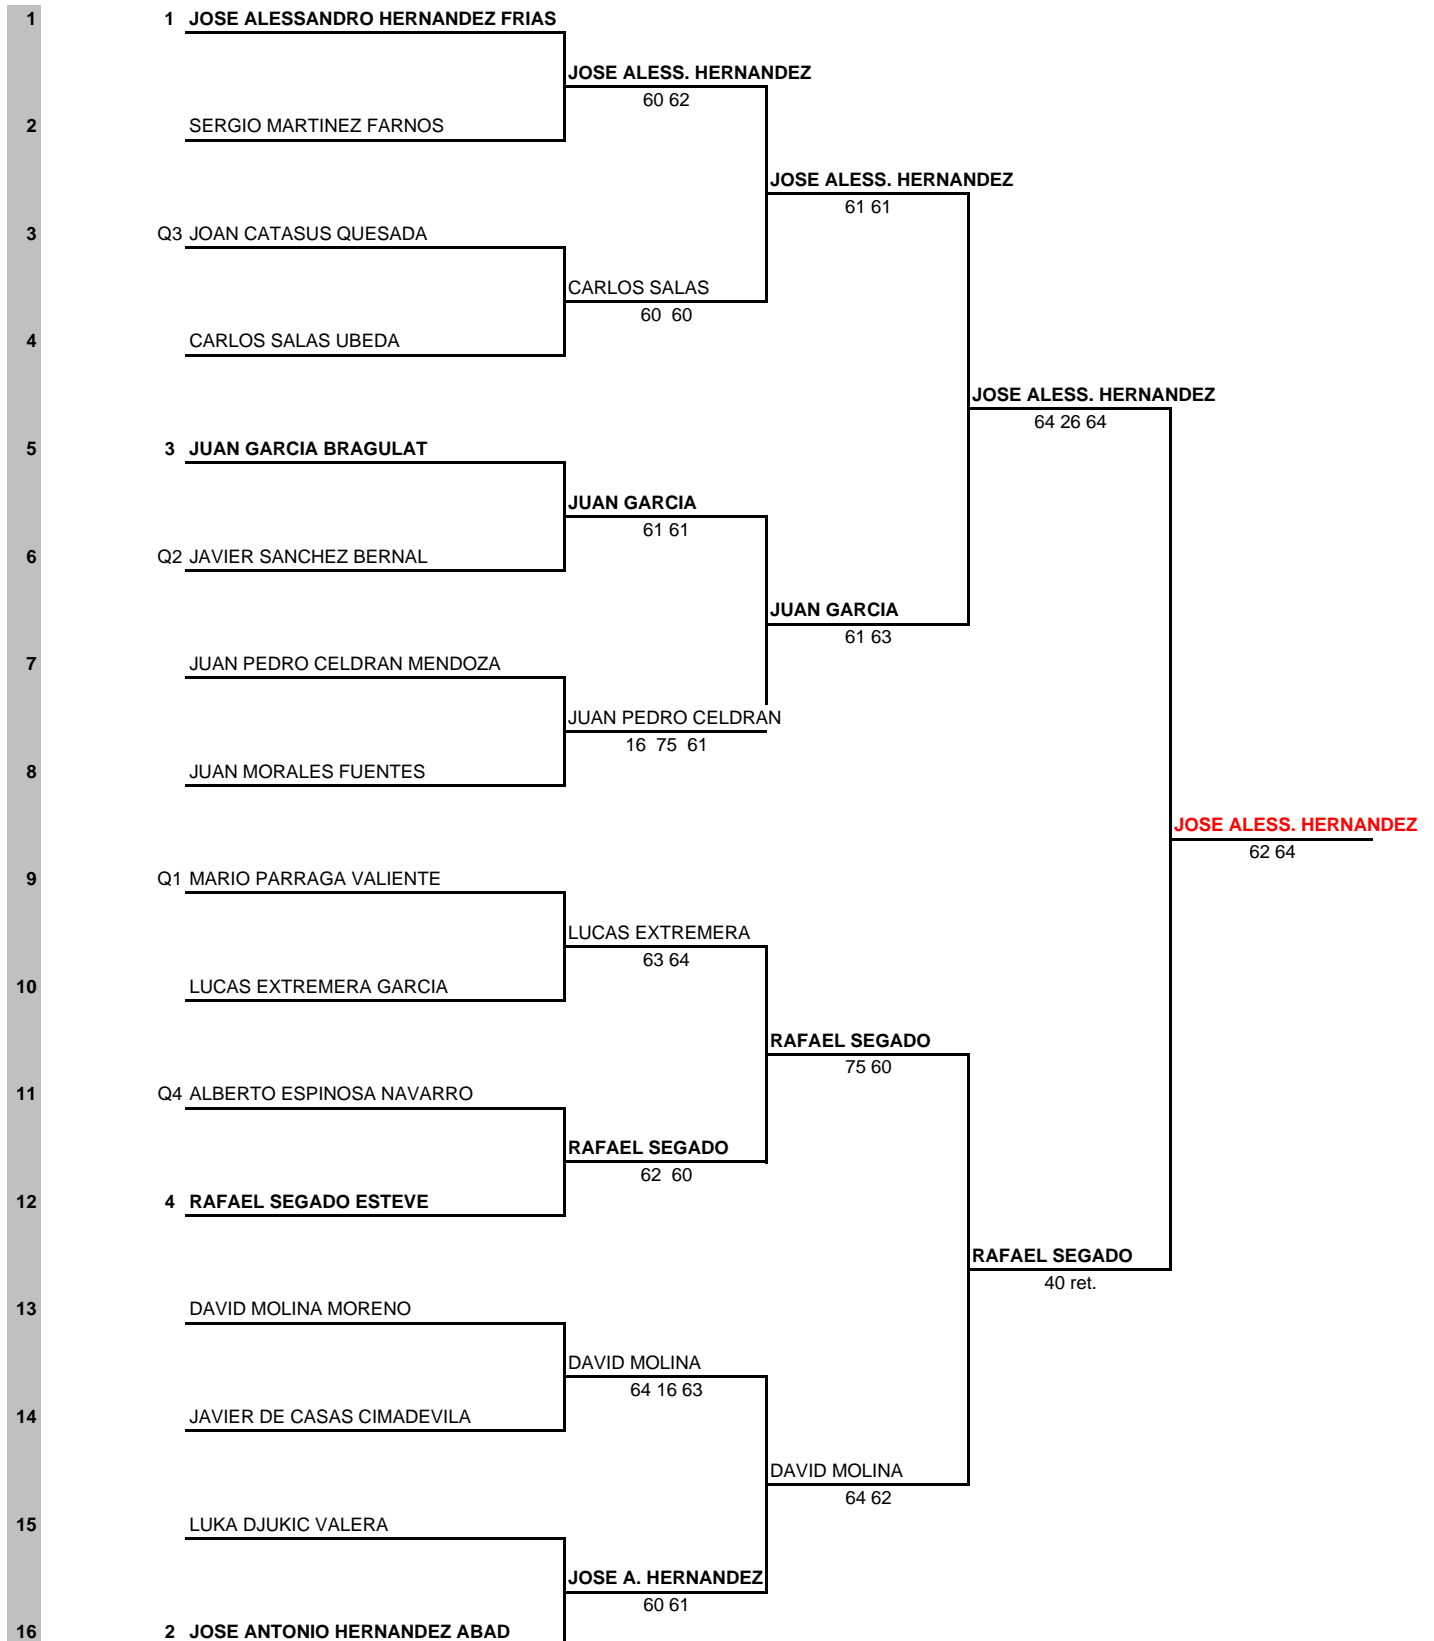 1 1 JOSE ALESSANDRO HERNANDEZ FRIAS
JOSE ALESS. HERNANDEZ
60 62
2 SERGIO MARTINEZ FARNOS
JOSE ALESS. HERNANDEZ
61 61
3 Q3 JOAN CATASUS QUESADA
CARLOS SALAS
60 60
4 CARLOS SALAS UBEDA
JOSE ALESS. HERNANDEZ
64 26 64
5 3 JUAN GARCIA BRAGULAT
JUAN GARCIA
61 61
6 Q2 JAVIER SANCHEZ BERNAL
JUAN GARCIA
61 63
7 JUAN PEDRO CELDRAN MENDOZA
JUAN PEDRO CELDRAN
16 75 61
8 JUAN MORALES FUENTES
JOSE ALESS. HERNANDEZ
62 64
9 Q1 MARIO PARRAGA VALIENTE
LUCAS EXTREMERA
63 64
10 LUCAS EXTREMERA GARCIA
RAFAEL SEGADO
75 60
11 Q4 ALBERTO ESPINOSA NAVARRO
RAFAEL SEGADO
62 60
12 4 RAFAEL SEGADO ESTEVE
RAFAEL SEGADO
40 ret.
13 DAVID MOLINA MORENO
DAVID MOLINA
64 16 63
14 JAVIER DE CASAS CIMADEVILA
DAVID MOLINA
64 62
15 LUKA DJUKIC VALERA
JOSE A. HERNANDEZ
60 61
16 2 JOSE ANTONIO HERNANDEZ ABAD